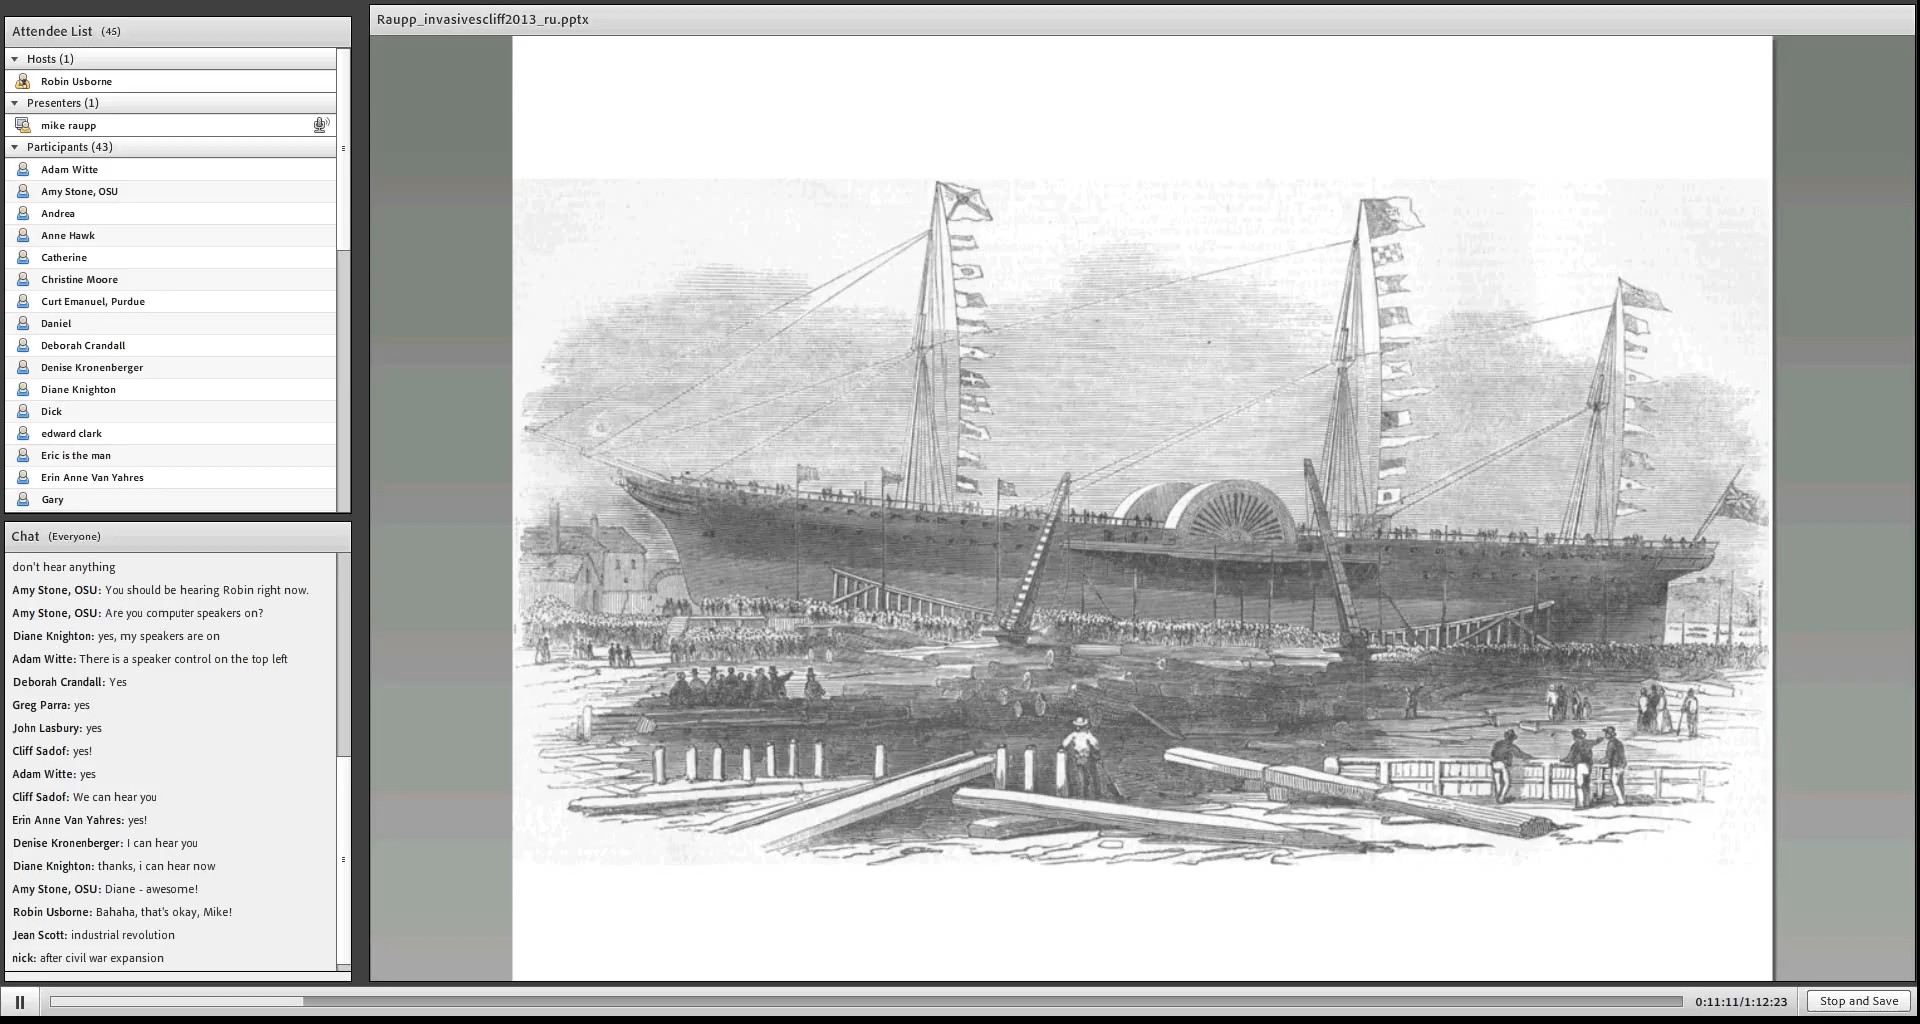 Attendee List (45)
Hosts (1)
Robin Usborne
Presenters (1)
mike raupp
Participants (43)
Adam Witte
Amy Stone, OSU
Andrea
Anne Hawk
Catherine
Christine Moore
Curt Emanuel, Purdue
Daniel
Deborah Crandall
Denise Kronenberger
Diane Knighton
Dick
edward clark
Eric is the man
Erin Anne Van Yahres
Gary
Chat (Everyone)
don't hear anything
Amy Stone, OSU: You should be hearing Robin right now.
Amy Stone, OSU: Are you computer speakers on?
Diane Knighton: yes, my speakers are on
Adam Witte: There is a speaker control on the top left
Deborah Crandall: Yes
Greg Parra: yes
John Lasbury: yes
Cliff Sadof: yes!
Adam Witte: yes
Cliff Sadof: We can hear you
Erin Anne Van Yahres: yes!
Denise Kronenberger: I can hear you
Diane Knighton: thanks, i can hear now
Amy Stone, OSU: Diane - awesome!
Robin Usborne: Bahaha, that's okay, Mike!
Jean Scott: industrial revolution
nick: after civil war expansion
Raupp_invasivescliff2013_ru.pptx
0:11:11/1:12:23
Stop and Save